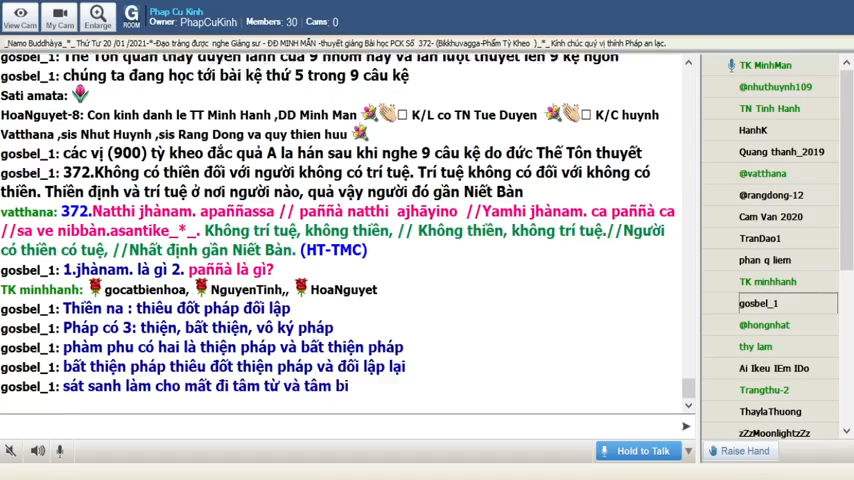 View Cam
My Cam
Enlarge
G
ROOM
Phap Cu Kinh
Owner: PhapCuKinh Members: 30 Cams: 0
_Namo Buddhàya_*_ Thứ Tư 20 /01 /2021-*-Đạo tràng được nghe Giảng sư - ĐĐ MINH MẪN -thuyết giảng Bài học PCK Số 372- (Bikkhuvagga-Phẩm Tỳ Kheo )_*_ Kính chúc quý vị thính Pháp an lạc.
gosbel_1: chúng ta đang học tới bài kệ thứ 5 trong 9 câu kệ
Sati amata:
HoaNguyet-8: Con kinh danh le TT Minh Hanh ,DD Minh Man K/L co TN Tue Duyen K/C huynh
Vatthana ,sis Nhut Huynh ,sis Rang Dong va quy thien huu
gosbel_1: các vị (900) tỳ kheo đắc quả A la hán sau khi nghe 9 câu kệ do đức Thế Tôn thuyết
gosbel_1: 372.Không có thiền đối với người không có trí tuệ. Trí tuệ không có đối với không có
thiền. Thiền định và trí tuệ ở nơi người nào, quả vậy người đó gần Niết Bàn
vatthana: 372.Natthi jhànam. apaññassa // paññà natthi ajhāyino //Yamhi jhànam. ca paññà ca
//sa ve nibbàn.asantike_*_. Không trí tuệ, không thiền, // Không thiền, không trí tuệ.//Người
có thiền có tuệ, //Nhất định gần Niết Bàn. (HT-TMC)
gosbel_1: 1.jhànam. là gì 2. paññà là gì?
TK minhhanh: gocatbienhoa, NguyenTinh,, HoaNguyet
gosbel_1: Thiền na : thiêu đốt pháp đối lập
gosbel_1: Pháp có 3: thiện, bất thiện, vô ký pháp
gosbel_1: phàm phu có hai là thiện pháp và bất thiện pháp
gosbel_1: bất thiện pháp thiêu đốt thiện pháp và đối lập lại
gosbel_1: sát sanh làm cho mất đi tâm từ và tâm bi
Hold to Talk
Raise Hand
TK MinhMan
@nhuthuynh109
TN Tinh Hanh
HanhK
Quang thanh_2019
@vatthana
@rangdong-12
Cam Van 2020
TranDao1
phan q liem
TK minhhanh
gosbel_1
@hongnhat
thy lam
Ai Ikeu IEm IDo
Trangthu-2
ThaylaThuong
zZzMoonlightzZz